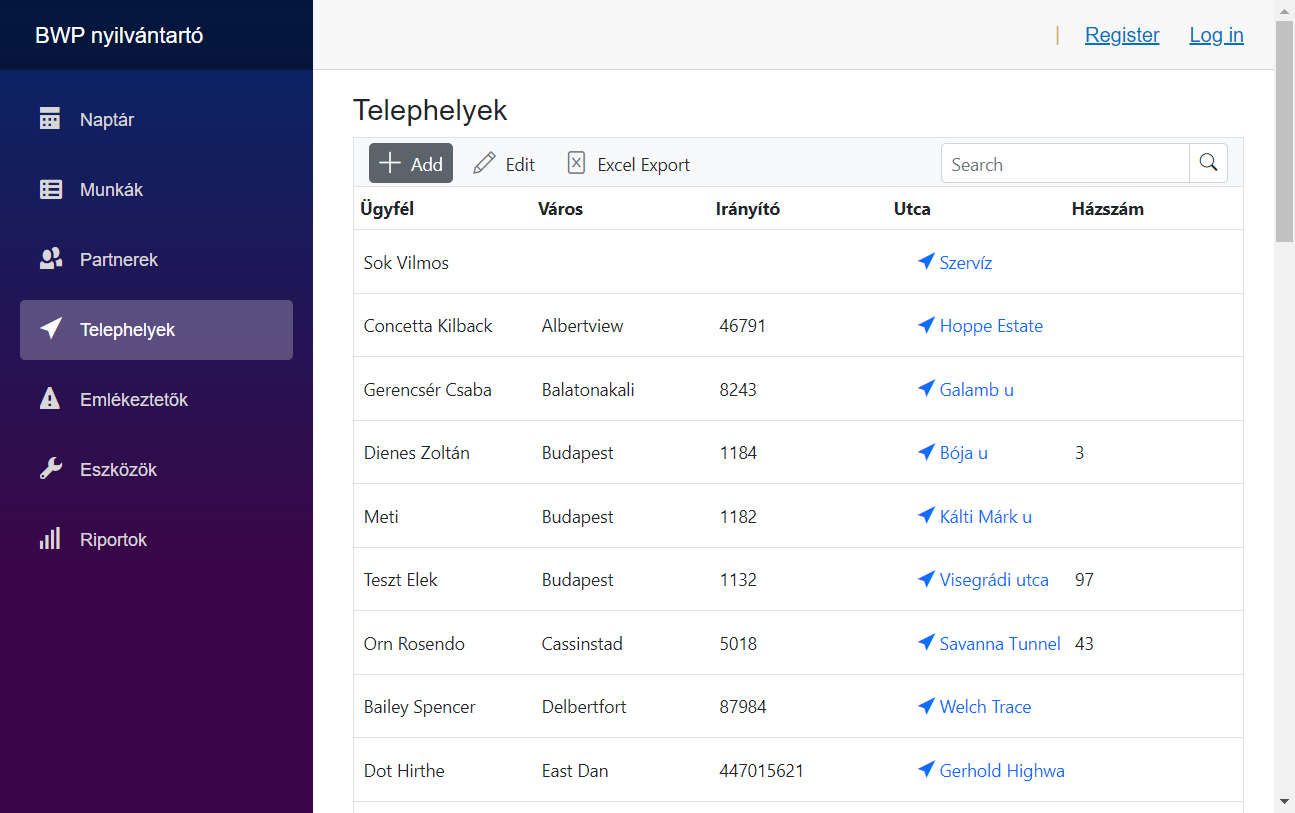 BWP nyilvántartó
| Register Log in
Naptár
Munkák
Partnerek
Telephelyek
Emlékeztetők
Eszközök
Riportok
Telephelyek
Add Edit Excel Export Search
Ügyfél Város Irányító Utca Házszám
Sok Vilmos Szervíz
Concetta Kilback Albertview 46791 Hoppe Estate
Gerencsér Csaba Balatonakali 8243 Galamb u
Dienes Zoltán Budapest 1184 Bója u 3
Meti Budapest 1182 Kálti Márk u
Teszt Elek Budapest 1132 Visegrádi utca 97
Orn Rosendo Cassinstad 5018 Savanna Tunnel 43
Bailey Spencer Delbertfort 87984 Welch Trace
Dot Hirthe East Dan 447015621 Gerhold Highwa